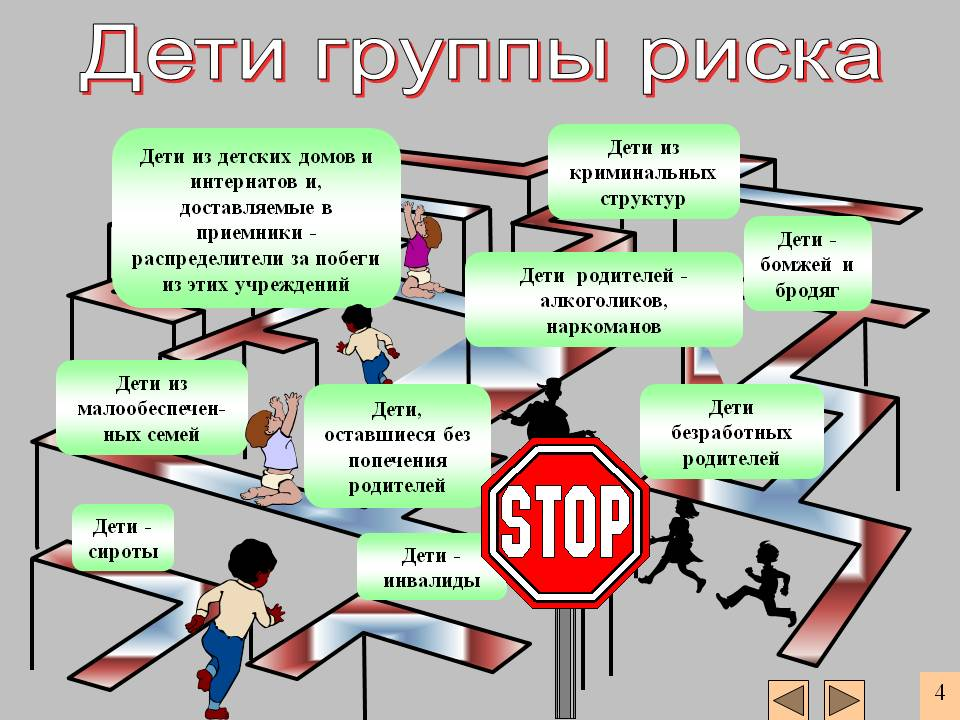 Дети группы риска
Дети из детских домов и
интернатов и,
доставляемые в
приемники -
распределители за побеги
из этих учреждений
Дети из
криминальных
структур
Дети -
бомжей и
бродяг
Дети родителей -
алкоголиков,
наркоманов
Дети из
малообеспечен-
ных семей
Дети,
оставшиеся без
попечения
родителей
Дети
безработных
родителей
Дети -
сироты
Дети -
инвалиды
STOP
4